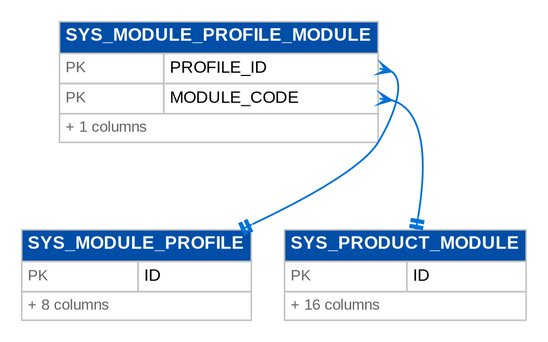 SYS_MODULE_PROFILE_MODULE
PK PROFILE_ID
PK MODULE_CODE
+ 1 columns
SYS_MODULE_PROFILE
PK ID
+ 8 columns
SYS_PRODUCT_MODULE
PK ID
+ 16 columns